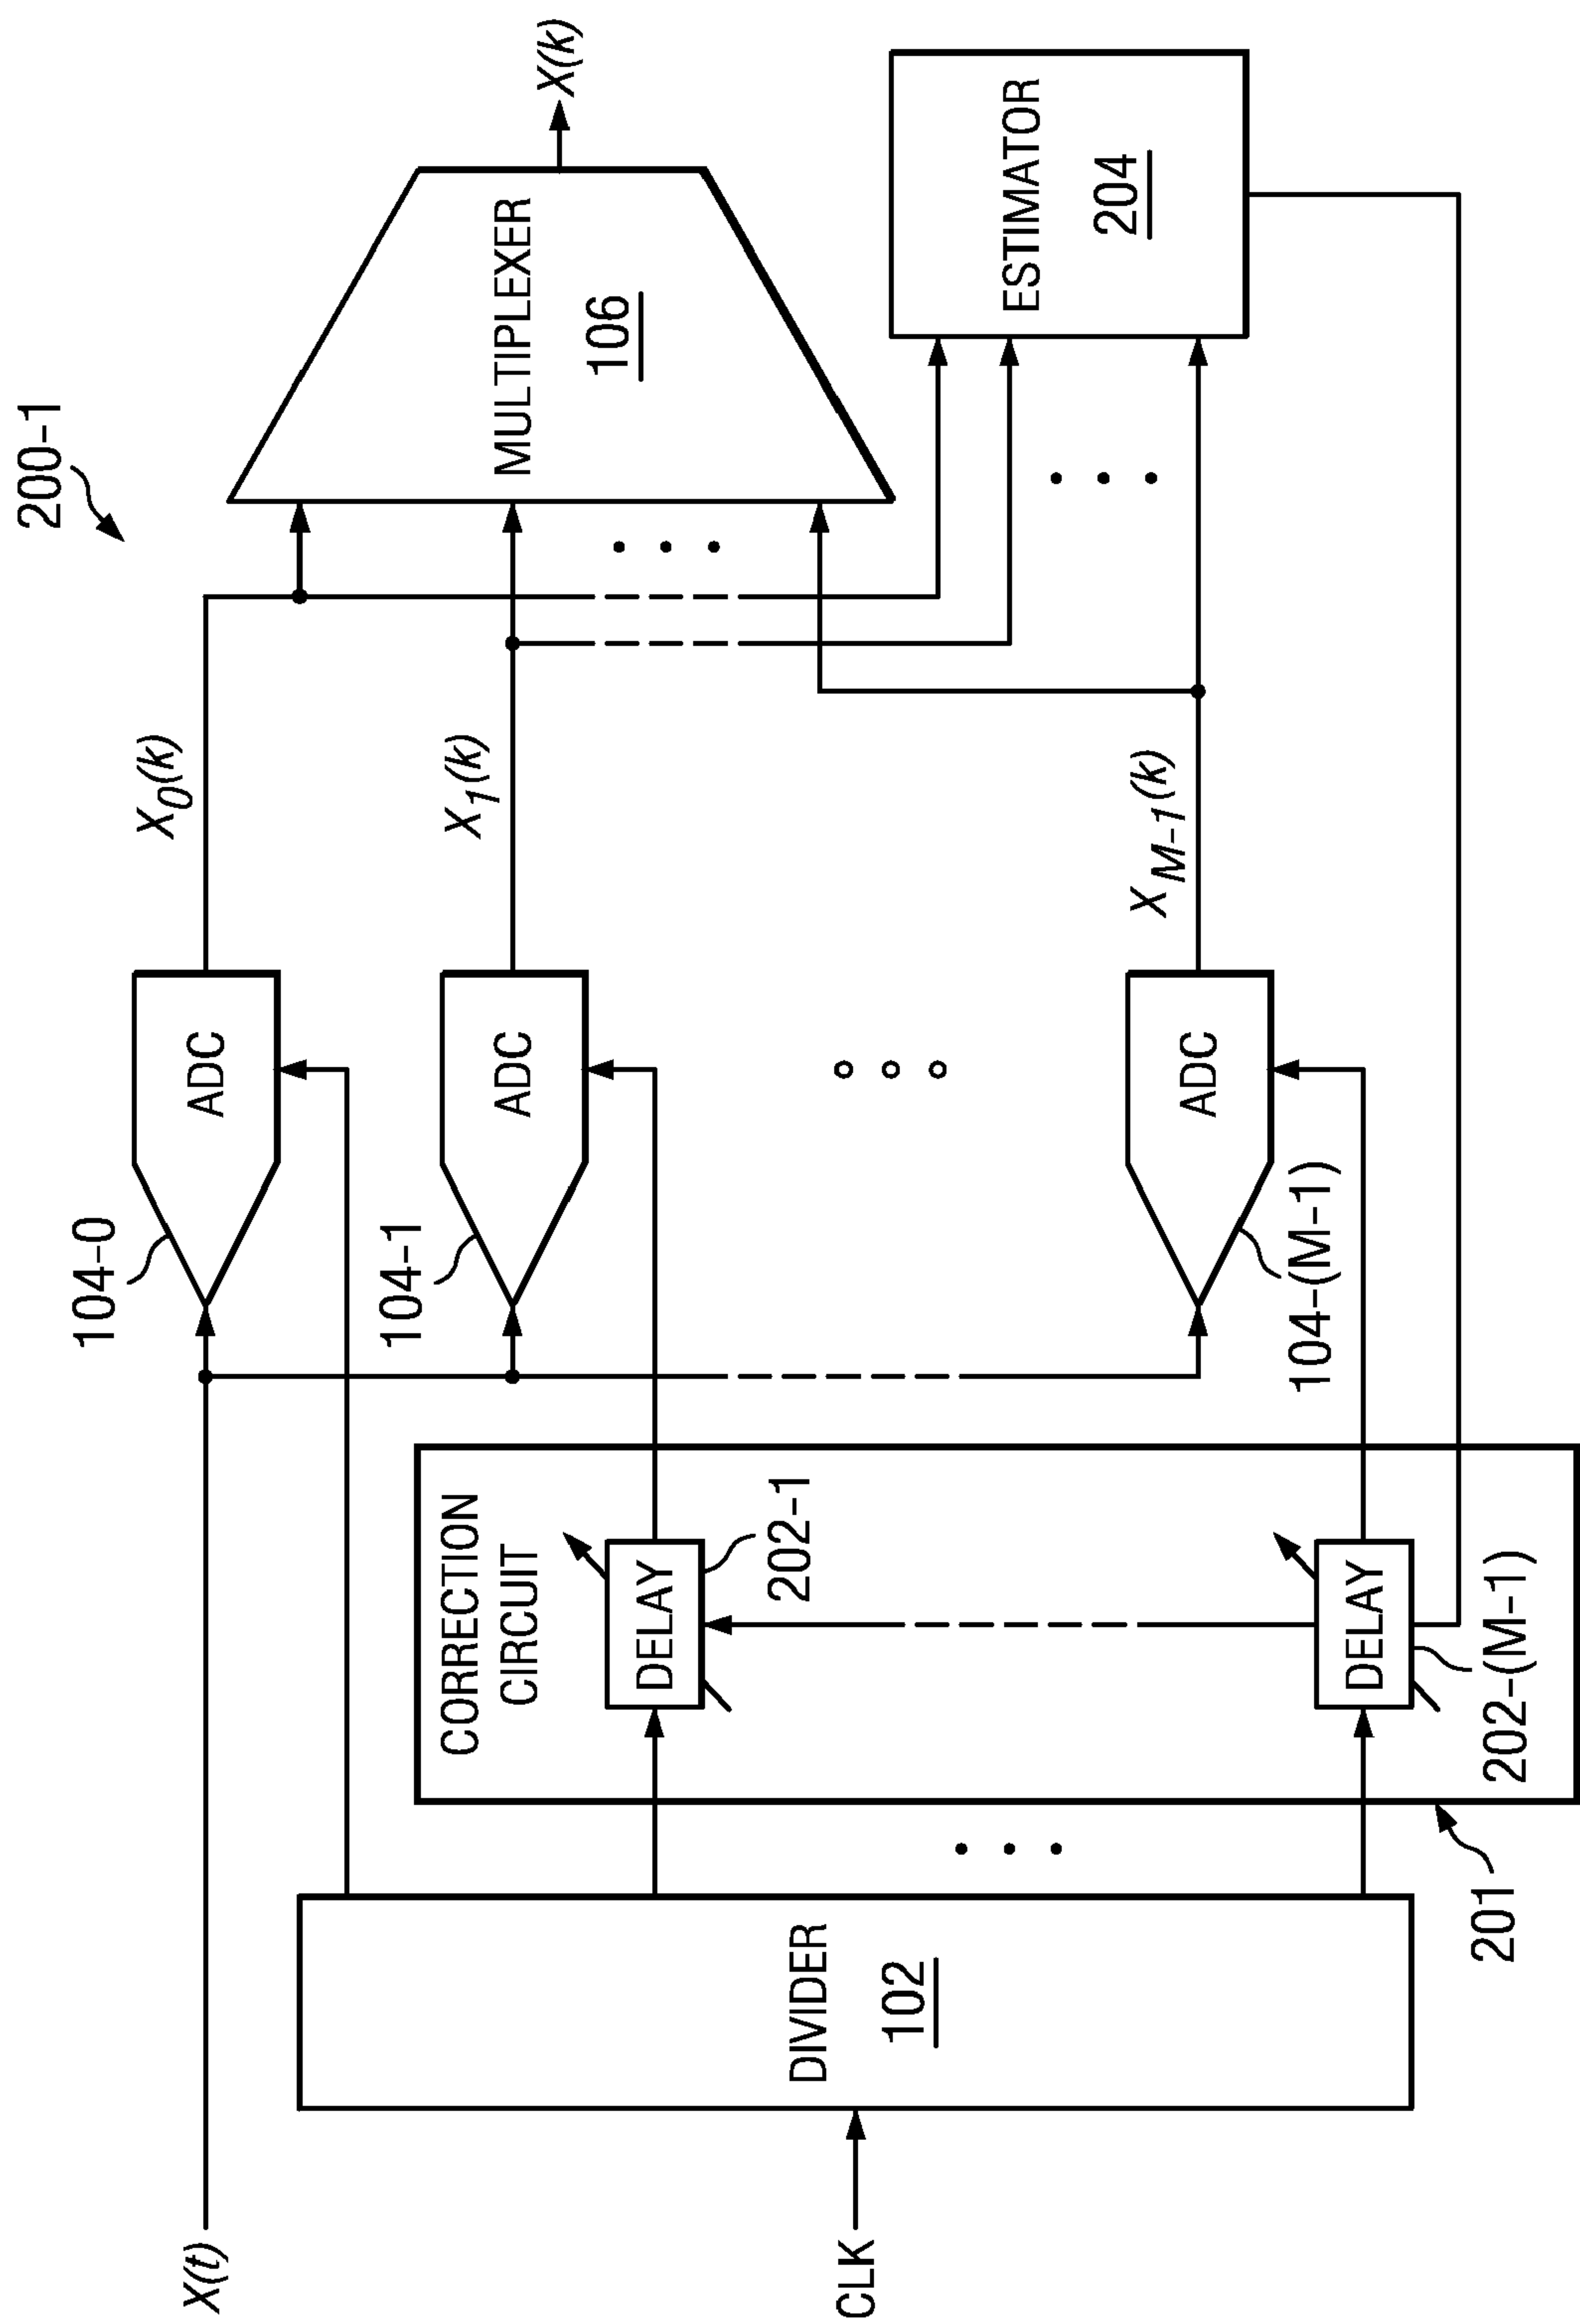 200-1
X(t)
CLK
DIVIDER
102
201
CORRECTION
CIRCUIT
DELAY
202-1
DELAY
202-(M-1)
104-0
ADC
104-1
ADC
104-(M-1)
ADC
X0(k)
X1(k)
XM-1(k)
MULTIPLEXER
106
X(k)
ESTIMATOR
204